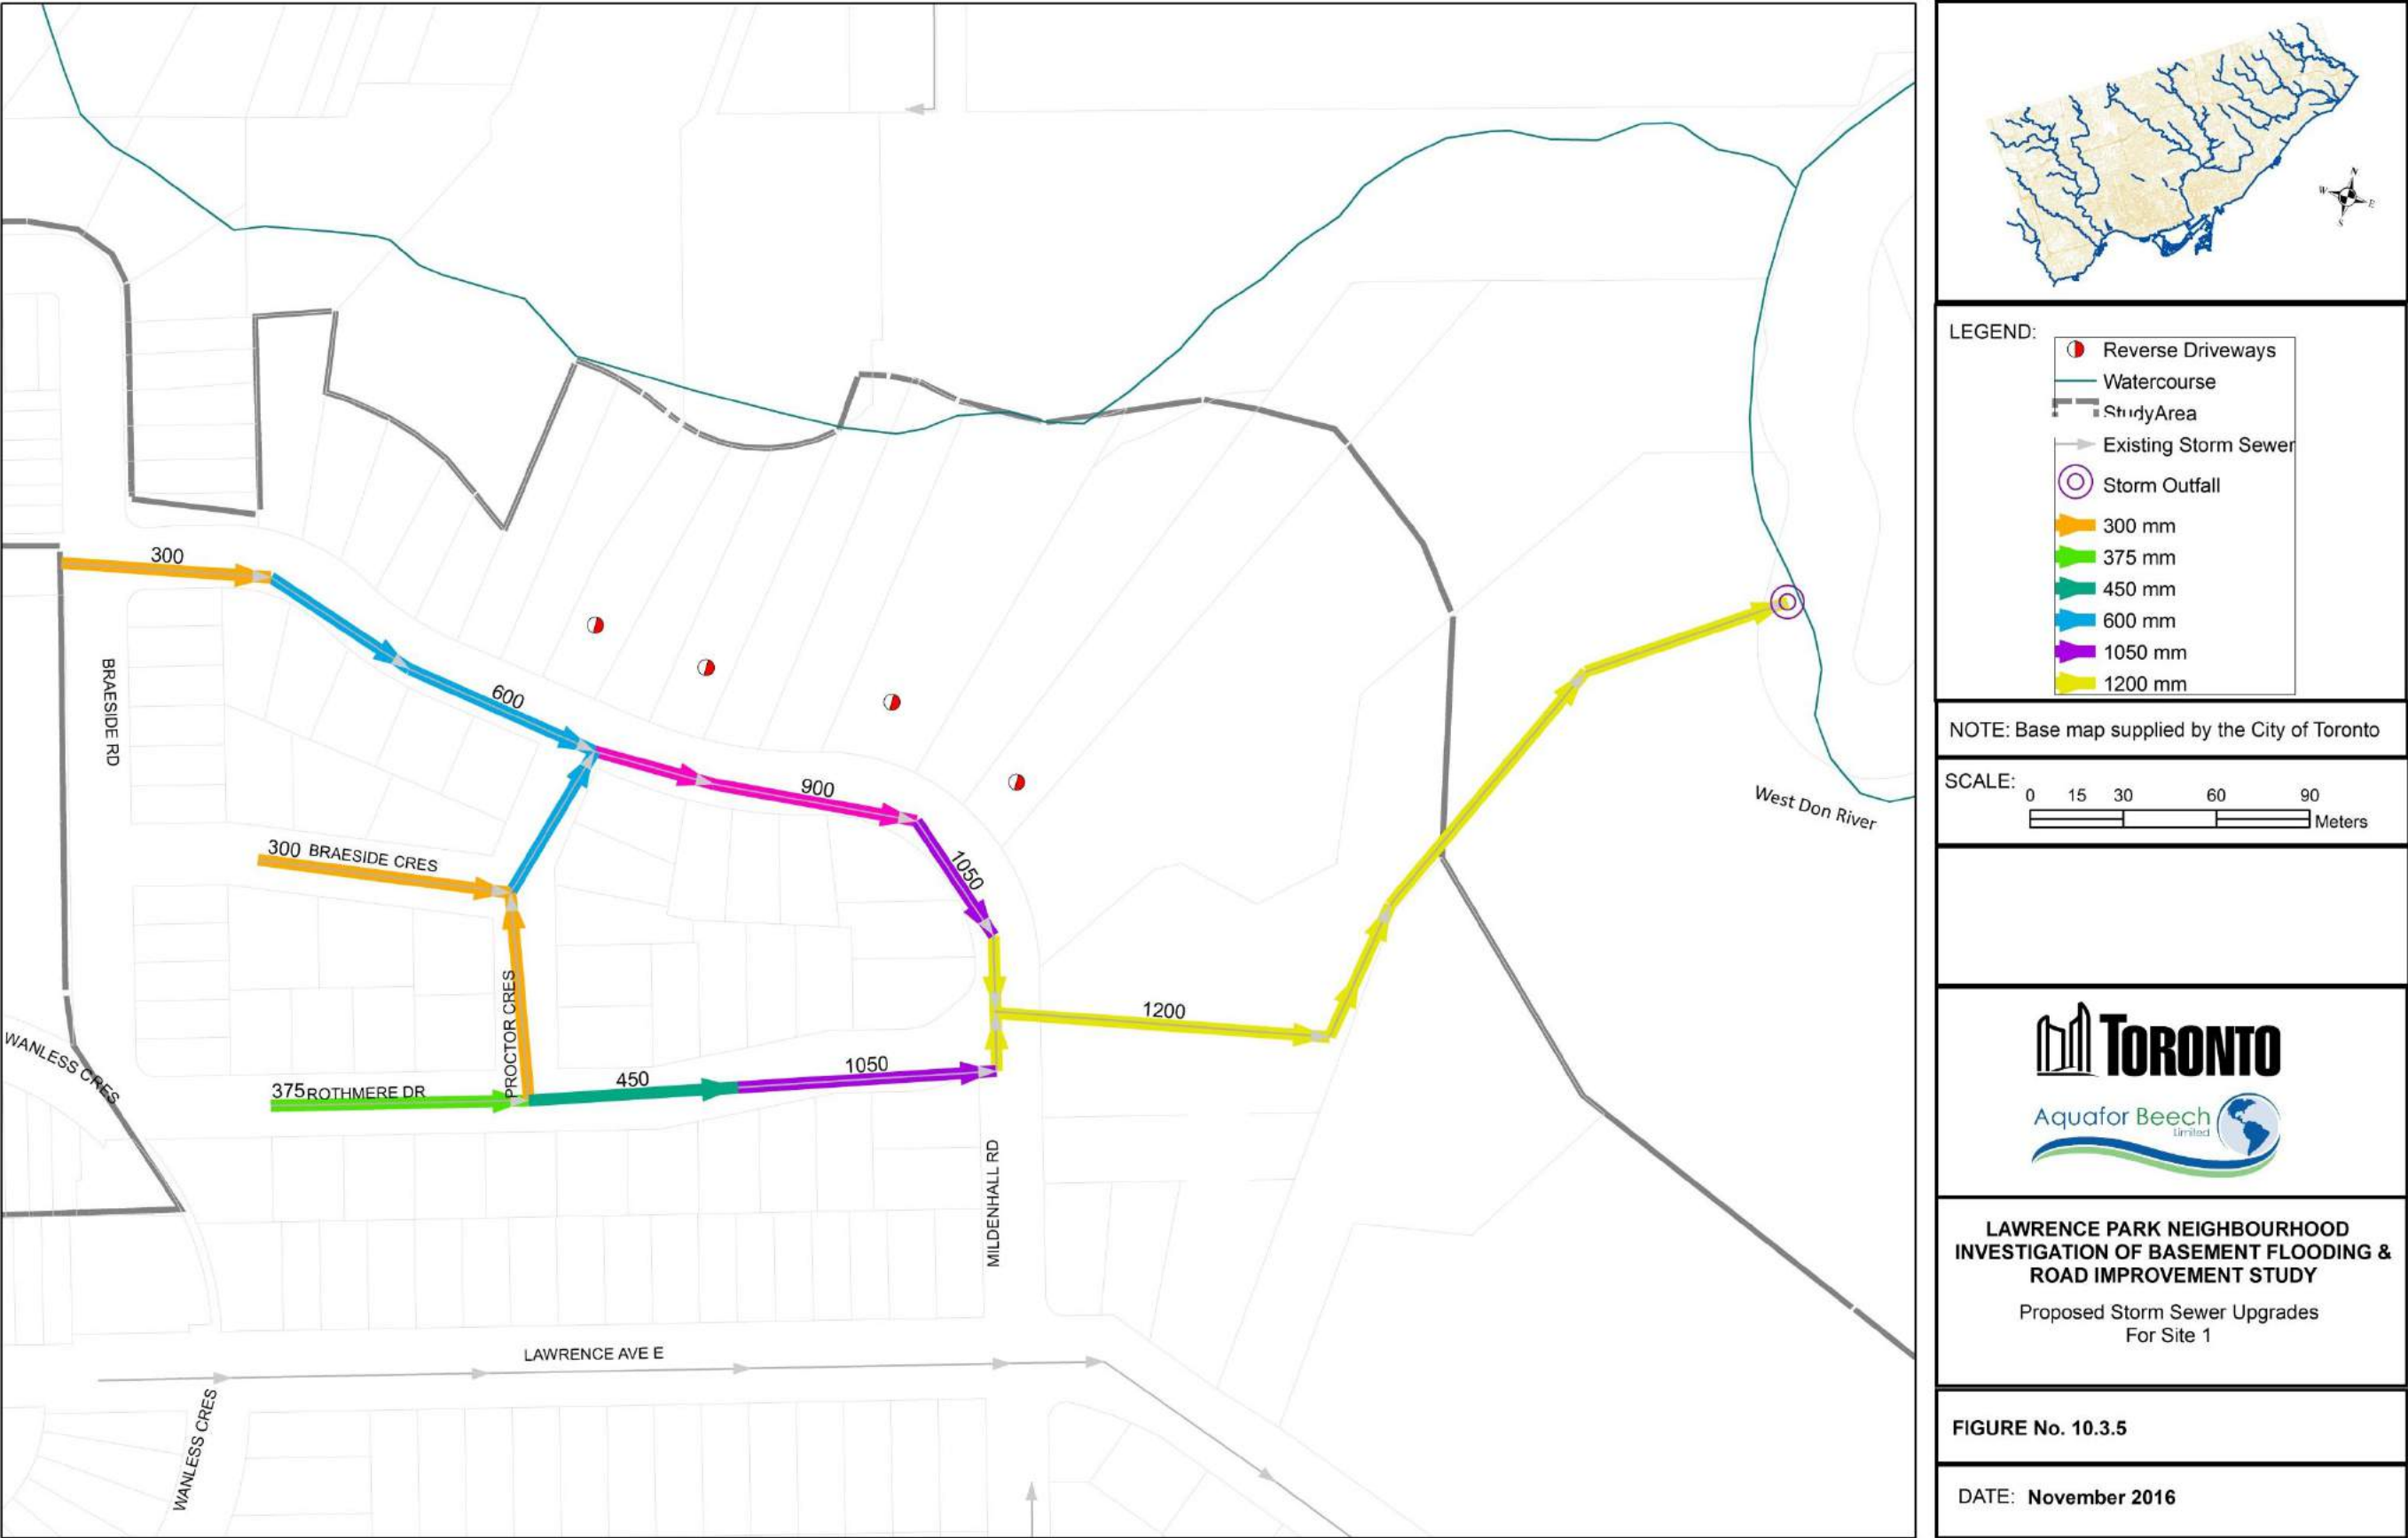 300
600
BRAESIDE RD
900
1050
300 BRAESIDE CRES
PROCTOR CRES
1200
WANLESS CRES
375 ROTHMERE DR
450
1050
MILDENHALL RD
LAWRENCE AVE E
WANLESS CRES
West Don River
N
W
E
S
LEGEND:
Reverse Driveways
Watercourse
StudyArea
Existing Storm Sewer
Storm Outfall
300 mm
375 mm
450 mm
600 mm
1050 mm
1200 mm
NOTE: Base map supplied by the City of Toronto
SCALE:
0 15 30 60 90
Meters
TORONTO
Aquafor Beech
Limited
LAWRENCE PARK NEIGHBOURHOOD
INVESTIGATION OF BASEMENT FLOODING &
ROAD IMPROVEMENT STUDY
Proposed Storm Sewer Upgrades
For Site 1
FIGURE No. 10.3.5
DATE: November 2016